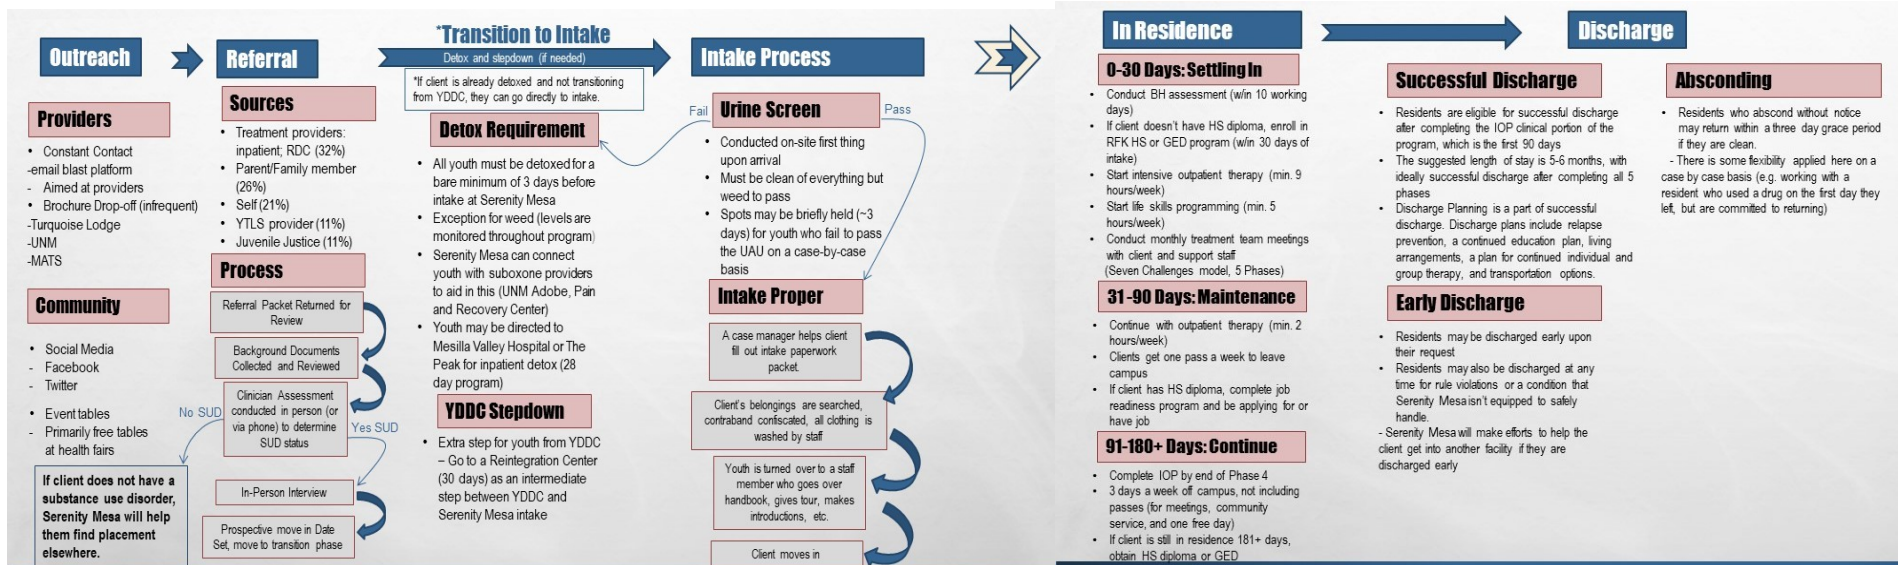 Outreach
Providers
• Constant Contact
-email blast platform
- Aimed at providers
• Brochure Drop-off (infrequent)
-Turquoise Lodge
-UNM
-MATS
Community
• Social Media
- Facebook
- Twitter
• Event tables
- Primarily free tables
at health fairs
If client does not have a
substance use disorder,
Serenity Mesa will help
them find placement
elsewhere.
Referral
Sources
• Treatment providers:
inpatient; RDC (32%)
• Parent/Family member
(26%)
• Self (21%)
• YTLS provider (11%)
• Juvenile Justice (11%)
Process
Referral Packet Returned for
Review
Background Documents
Collected and Reviewed
Clinician Assessment
conducted in person (or
via phone) to determine
SUD status
No SUD
Yes SUD
In-Person Interview
Prospective move in Date
Set, move to transition phase
*Transition to Intake
Detox and stepdown (if needed)
*If client is already detoxed and not transitioning
from YDDC, they can go directly to intake.
Detox Requirement
• All youth must be detoxed for a
bare minimum of 3 days before
intake at Serenity Mesa
• Exception for weed (levels are
monitored throughout program)
• Serenity Mesa can connect
youth with suboxone providers
to aid in this (UNM Adobe, Pain
and Recovery Center)
• Youth may be directed to
Mesilla Valley Hospital or The
Peak for inpatient detox (28
day program)
YDDC Stepdown
• Extra step for youth from YDDC
– Go to a Reintegration Center
(30 days) as an intermediate
step between YDDC and
Serenity Mesa intake
Intake Process
Fail
Urine Screen
Pass
• Conducted on-site first thing
upon arrival
• Must be clean of everything but
weed to pass
• Spots may be briefly held (~3
days) for youth who fail to pass
the UAU on a case-by-case
basis
Intake Proper
A case manager helps client
fill out intake paperwork
packet.
Client's belongings are searched,
contraband confiscated, all clothing is
washed by staff
Youth is turned over to a staff
member who goes over
handbook, gives tour, makes
introductions, etc.
Client moves in
In Residence
0-30 Days: Settling In
• Conduct BH assessment (w/in 10 working
days)
• If client doesn't have HS diploma, enroll in
RFK HS or GED program (w/in 30 days of
intake)
• Start intensive outpatient therapy (min. 9
hours/week)
• Start life skills programming (min. 5
hours/week)
• Conduct monthly treatment team meetings
with client and support staff
(Seven Challenges model, 5 Phases)
31-90 Days: Maintenance
• Continue with outpatient therapy (min. 2
hours/week)
• Clients get one pass a week to leave
campus
• If client has HS diploma, complete job
readiness program and be applying for or
have job
91-180+ Days: Continue
• Complete IOP by end of Phase 4
• 3 days a week off campus, not including
passes (for meetings, community
service, and one free day)
• If client is still in residence 181+ days,
obtain HS diploma or GED
Discharge
Successful Discharge
• Residents are eligible for successful discharge
after completing the IOP clinical portion of the
program, which is the first 90 days
• The suggested length of stay is 5-6 months, with
ideally successful discharge after completing all 5
phases
• Discharge Planning is a part of successful
discharge. Discharge plans include relapse
prevention, a continued education plan, living
arrangements, a plan for continued individual and
group therapy, and transportation options.
Early Discharge
• Residents may be discharged early upon
their request
• Residents may also be discharged at any
time for rule violations or a condition that
Serenity Mesa isn't equipped to safely
handle.
- Serenity Mesa will make efforts to help the
client get into another facility if they are
discharged early
Absconding
• Residents who abscond without notice
may return within a three day grace period
if they are clean.
- There is some flexibility applied here on a
case by case basis (e.g. working with a
resident who used a drug on the first day they
left, but are committed to returning)